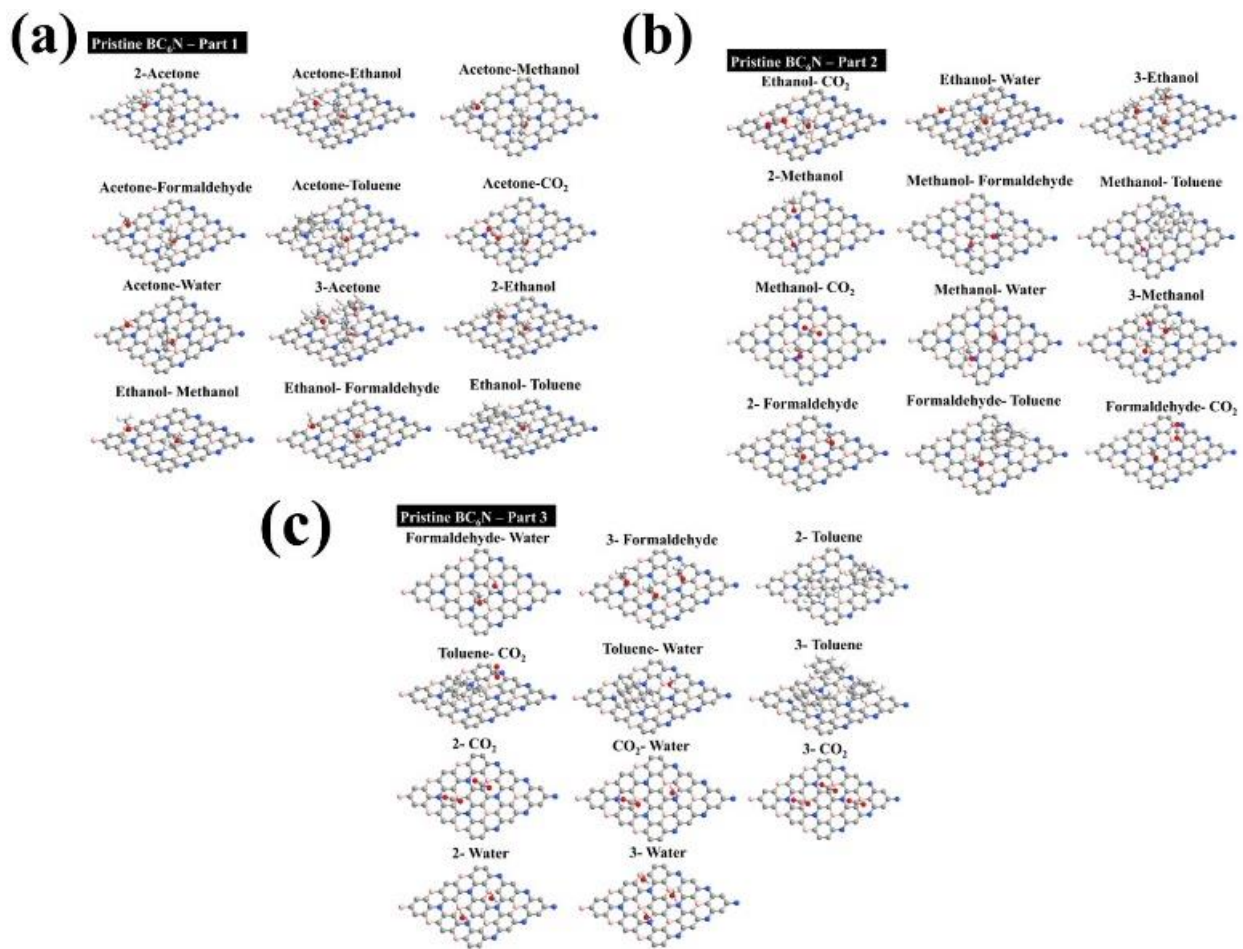 (a)
Pristine BC₆N – Part 1
2-Acetone
Acetone-Ethanol
Acetone-Methanol
Acetone-Formaldehyde
Acetone-Toluene
Acetone-CO₂
Acetone-Water
3-Acetone
2-Ethanol
Ethanol- Methanol
Ethanol- Formaldehyde
Ethanol- Toluene
(b)
Pristine BC₆N – Part 2
Ethanol- CO₂
Ethanol- Water
3-Ethanol
2-Methanol
Methanol- Formaldehyde
Methanol- Toluene
Methanol- CO₂
Methanol- Water
3-Methanol
2- Formaldehyde
Formaldehyde- Toluene
Formaldehyde- CO₂
(c)
Pristine BC₆N – Part 3
Formaldehyde- Water
3- Formaldehyde
2- Toluene
Toluene- CO₂
Toluene- Water
3- Toluene
2- CO₂
CO₂- Water
3- CO₂
2- Water
3- Water